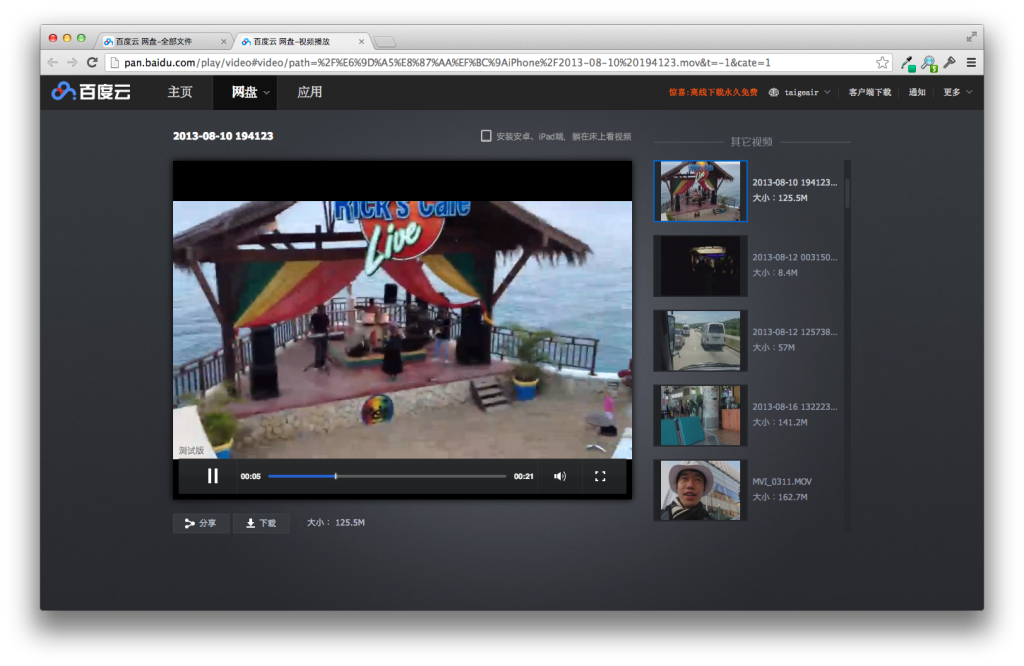 百度云 网盘-全部文件
百度云 网盘-视频播放
pan.baidu.com/play/video#video/path=%2F%E6%9D%A5%E8%87%AA%EF%BC%9AiPhone%2F2013-08-10%20194123.mov&t=-1&cate=1
百度云
主页
网盘
应用
惊喜:离线下载永久免费
taigeair
客户端下载
通知
更多
2013-08-10 194123
安装安卓、iPad端，躺在床上看视频
Rick's Cafe
Live
测试版
00:05
00:21
分享
下载
大小： 125.5M
其它视频
2013-08-10 194123...
大小：125.5M
2013-08-12 003150...
大小：8.4M
2013-08-12 125738...
大小：57M
2013-08-16 132223...
大小：141.2M
MVI_0311.MOV
大小：162.7M